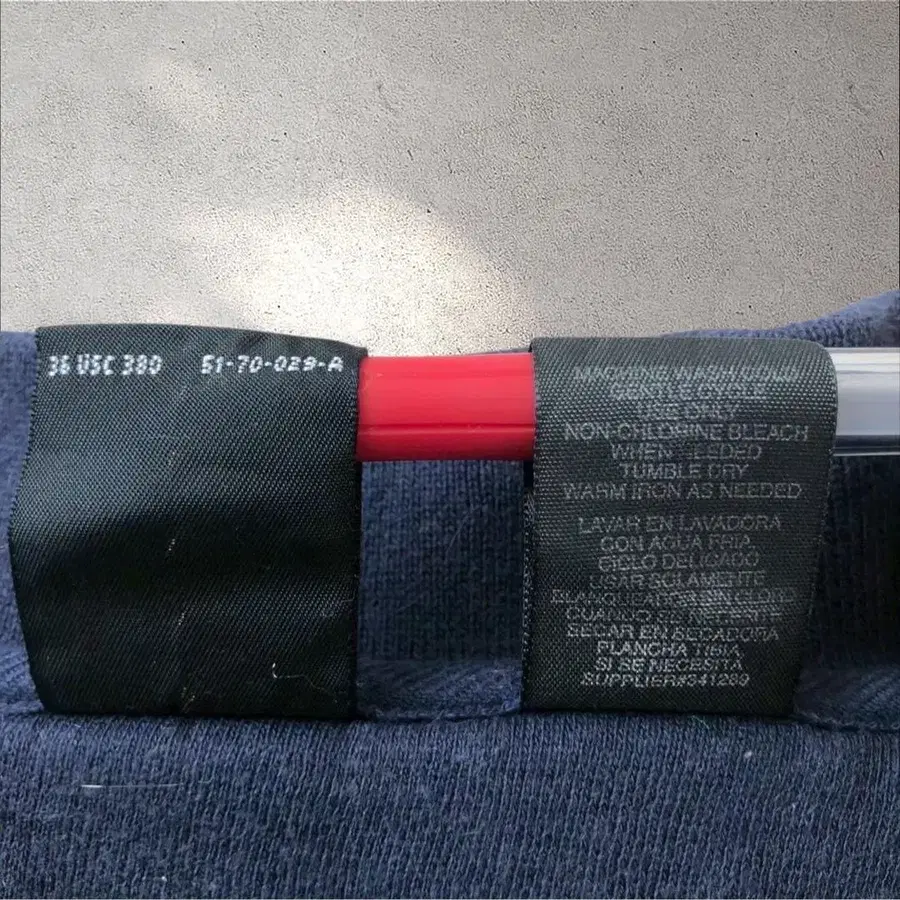 36 USC 380 51-70-029-A
MACHINE WASH COLD
GENTLE CYCLE
USE ONLY
NON-CHLORINE BLEACH
WHEN NEEDED
TUMBLE DRY
WARM IRON AS NEEDED
LAVAR EN LAVADORA
CON AGUA FRIA
CICLO DELICADO
USAR SOLAMENTE
BLANQUEADOR SIN CLORO
CUANDO SE NECESITE
SECAR EN SECADORA
PLANCHA TIBIA
SI SE NECESITA
SUPPLIER#341289